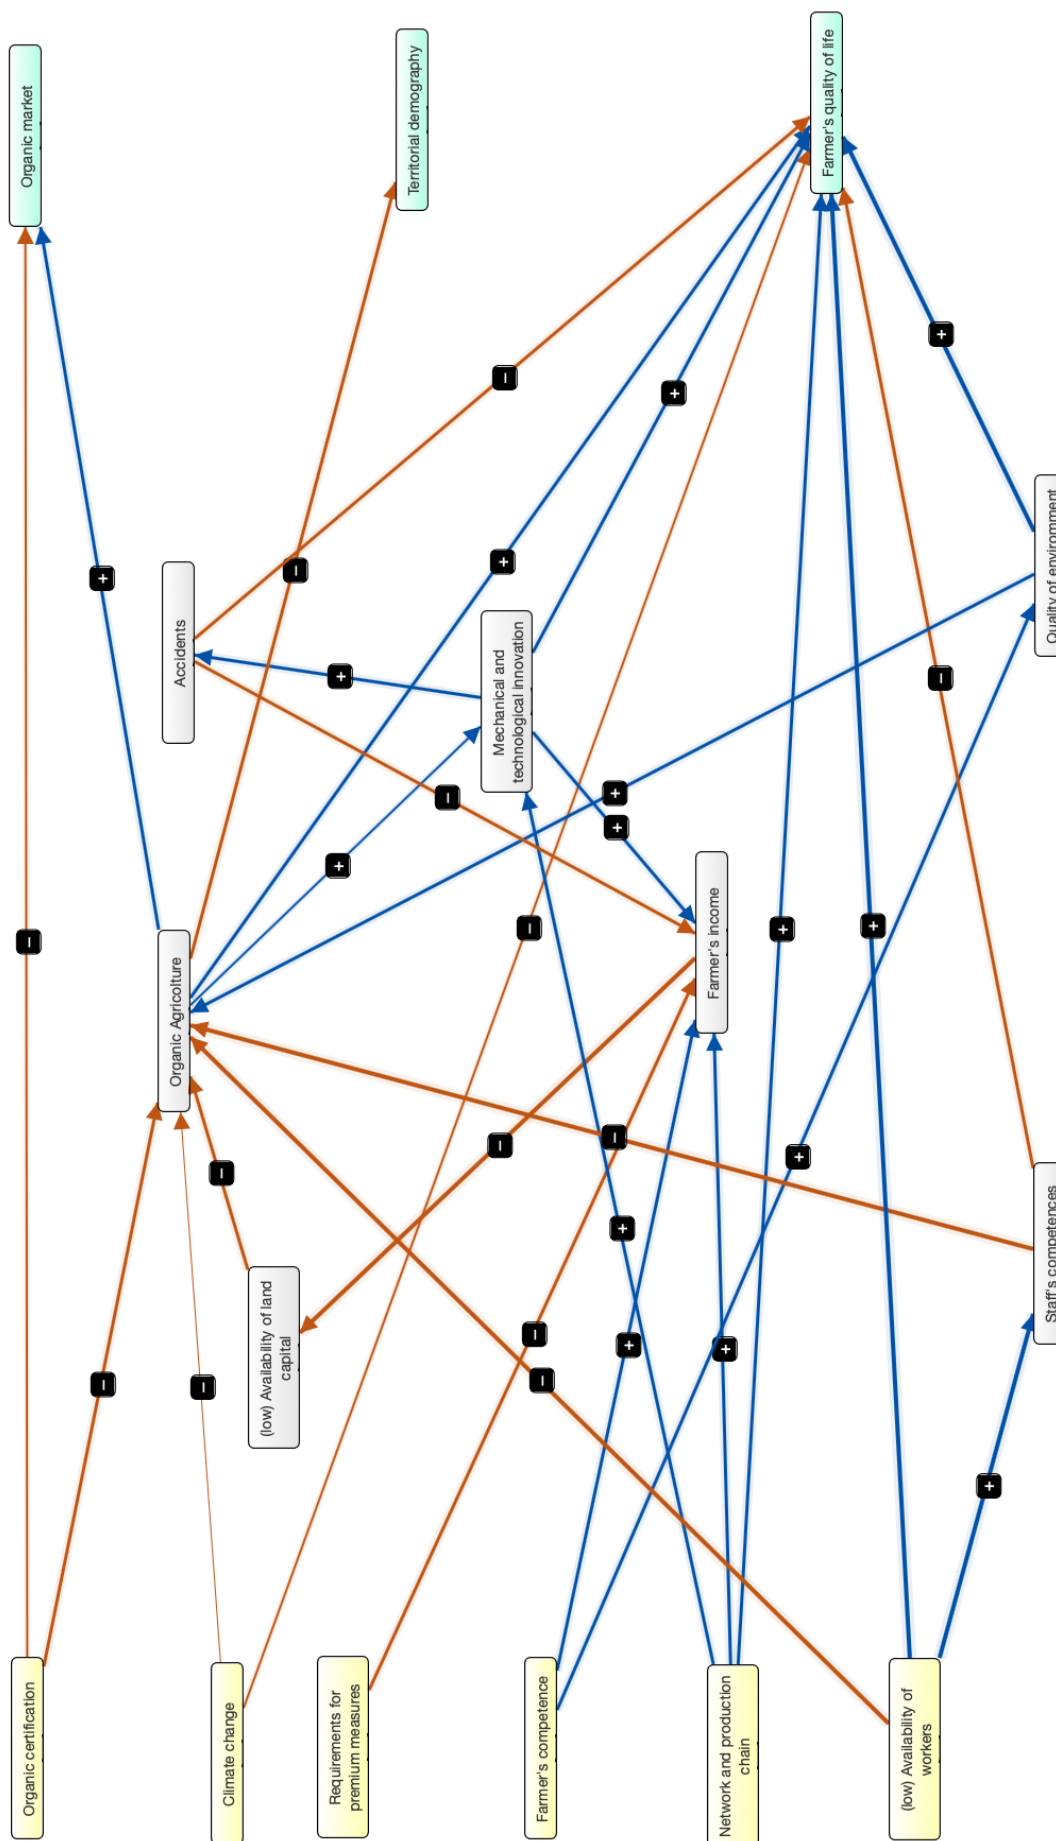 Organic market
Territorial demography
Farmer's quality of life
Accidents
Mechanical and
technological innovation
Quality of enviromment
Organic Agricolture
Farmer's income
(low) Availability of land
capital
Staff's competences
Organic certification
Climate change
Requirements for
premium measures
Farmer's competence
Network and production
chain
(low) Availability of
workers
−
+
−
−
+
+
+
+
−
−
+
+
−
+
+
−
−
−
+
+
−
−
−
−
+
+
+